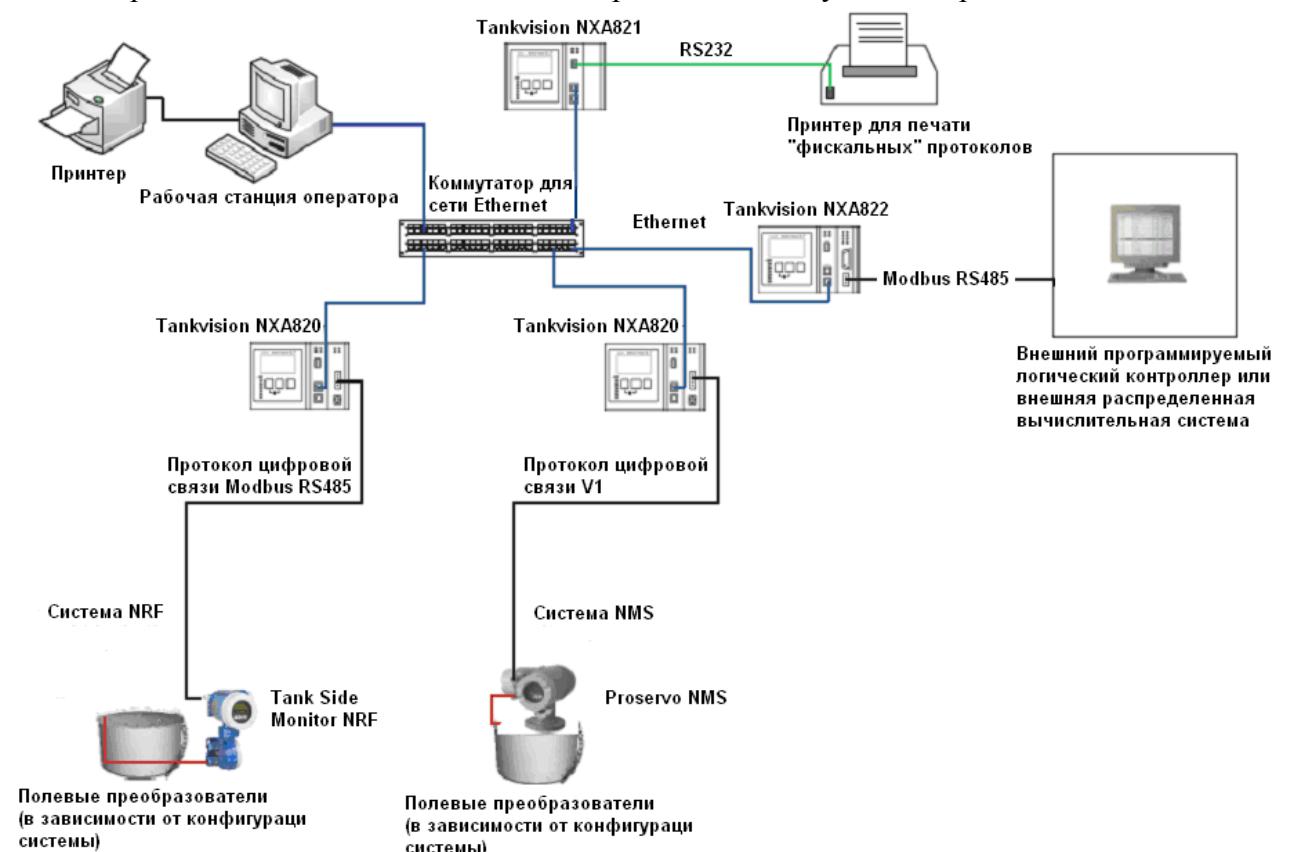 Tankvision NXA821
RS232
Принтер для печати
"фискальных" протоколов
Принтер
Рабочая станция оператора
Коммутатор для
сети Ethernet
Ethernet
Tankvision NXA822
Modbus RS485
Внешний программируемый
логический контроллер или
внешняя распределенная
вычислительная система
Tankvision NXA820
Tankvision NXA820
Протокол цифровой
связи Modbus RS485
Протокол цифровой
связи V1
Система NRF
Система NMS
Tank Side
Monitor NRF
Proservo NMS
Полевые преобразователи
(в зависимости от конфигураци
системы)
Полевые преобразователи
(в зависимости от конфигураци
системы)